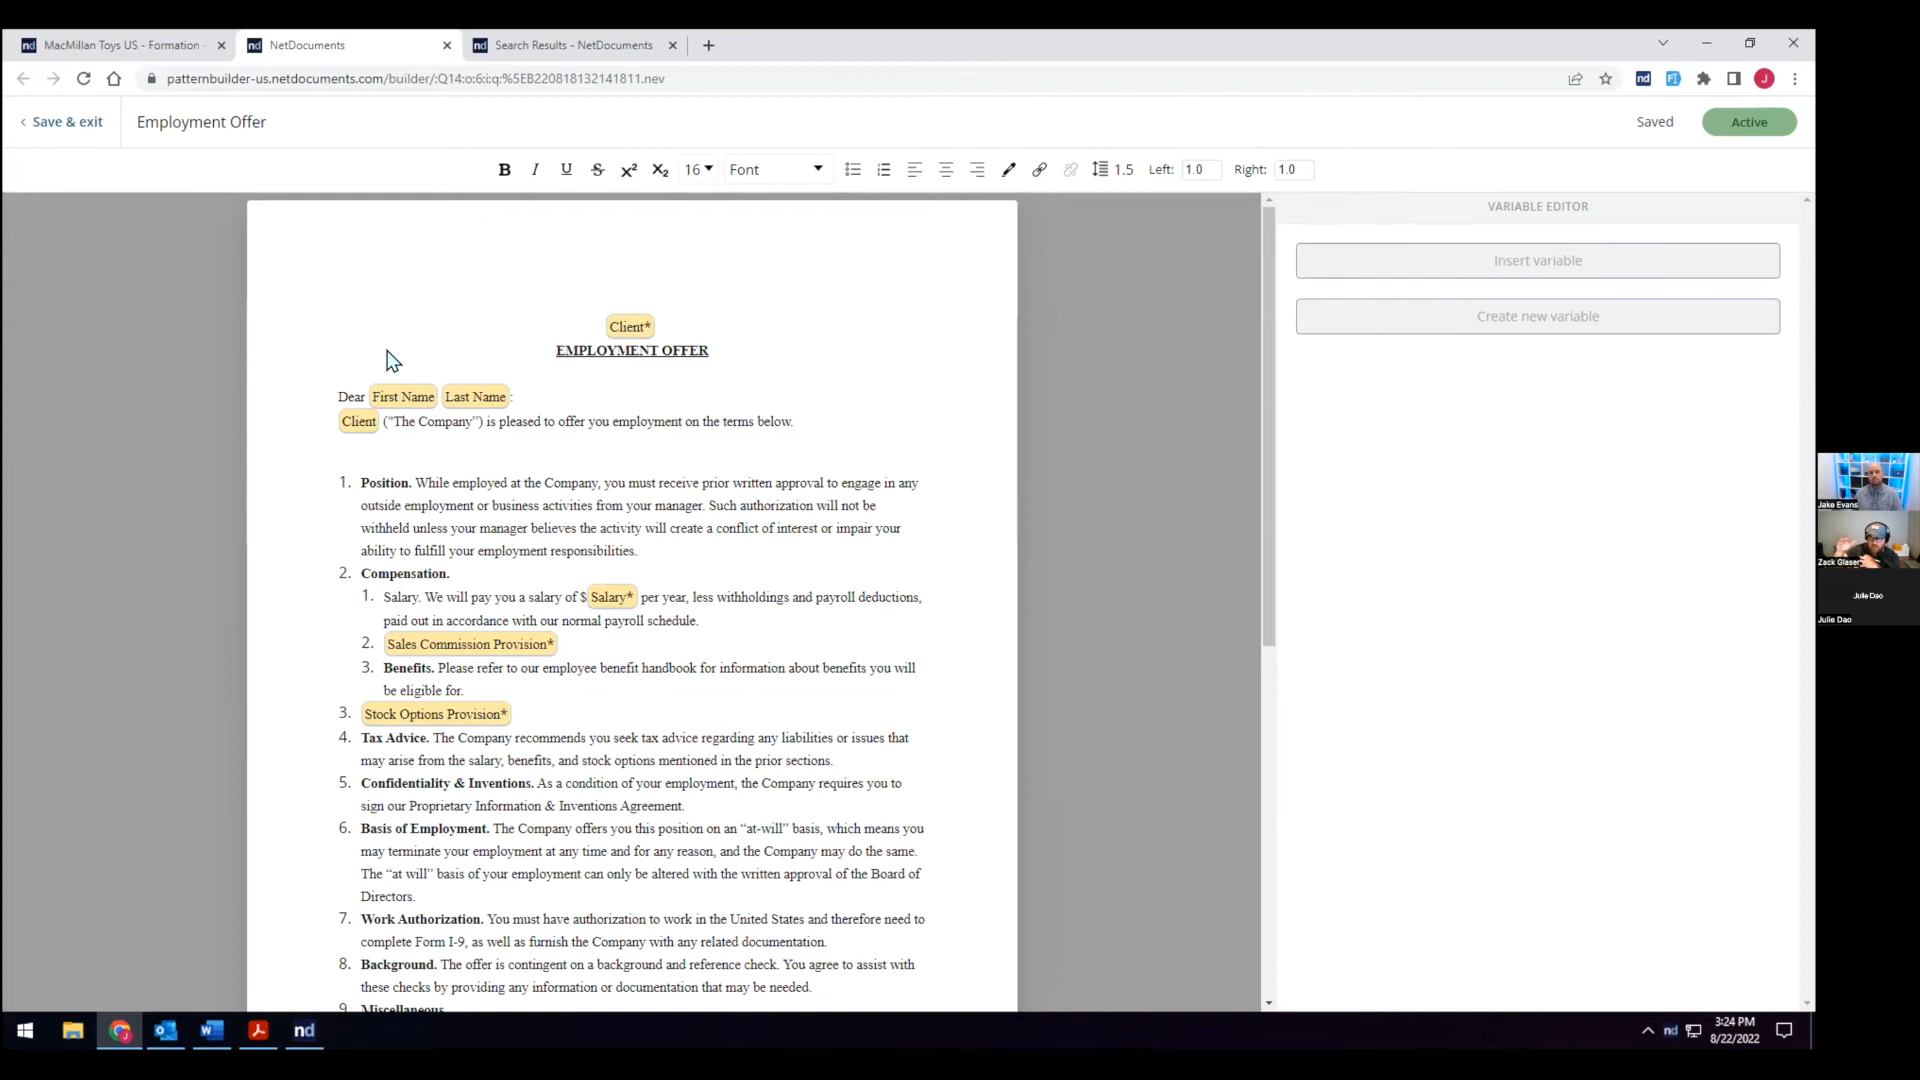 nd MacMillan Toys US - Formation
nd NetDocuments
nd Search Results - NetDocuments
patternbuilder-us.netdocuments.com/builder/:Q14:o:6:i:q:%5EB220818132141811.nev
nd
J
Save & exit
Employment Offer
Saved
Active
B I U S X² X₂ 16 Font 1.5 Left: 1.0 Right: 1.0
VARIABLE EDITOR
Insert variable
Create new variable
Client*
EMPLOYMENT OFFER
Dear First Name Last Name :
Client ("The Company”) is pleased to offer you employment on the terms below.
1. Position. While employed at the Company, you must receive prior written approval to engage in any
outside employment or business activities from your manager. Such authorization will not be
withheld unless your manager believes the activity will create a conflict of interest or impair your
ability to fulfill your employment responsibilities.
2. Compensation.
1. Salary. We will pay you a salary of $ Salary* per year, less withholdings and payroll deductions,
paid out in accordance with our normal payroll schedule.
2. Sales Commission Provision*
3. Benefits. Please refer to our employee benefit handbook for information about benefits you will
be eligible for.
3. Stock Options Provision*
4. Tax Advice. The Company recommends you seek tax advice regarding any liabilities or issues that
may arise from the salary, benefits, and stock options mentioned in the prior sections.
5. Confidentiality & Inventions. As a condition of your employment, the Company requires you to
sign our Proprietary Information & Inventions Agreement.
6. Basis of Employment. The Company offers you this position on an “at-will” basis, which means you
may terminate your employment at any time and for any reason, and the Company may do the same.
The “at will” basis of your employment can only be altered with the written approval of the Board of
Directors.
7. Work Authorization. You must have authorization to work in the United States and therefore need to
complete Form I-9, as well as furnish the Company with any related documentation.
8. Background. The offer is contingent on a background and reference check. You agree to assist with
these checks by providing any information or documentation that may be needed.
9. Miscellaneous
Jake Evans
Zack Glaser
Julie Dao
Julie Dao
nd
nd
3:24 PM
8/22/2022